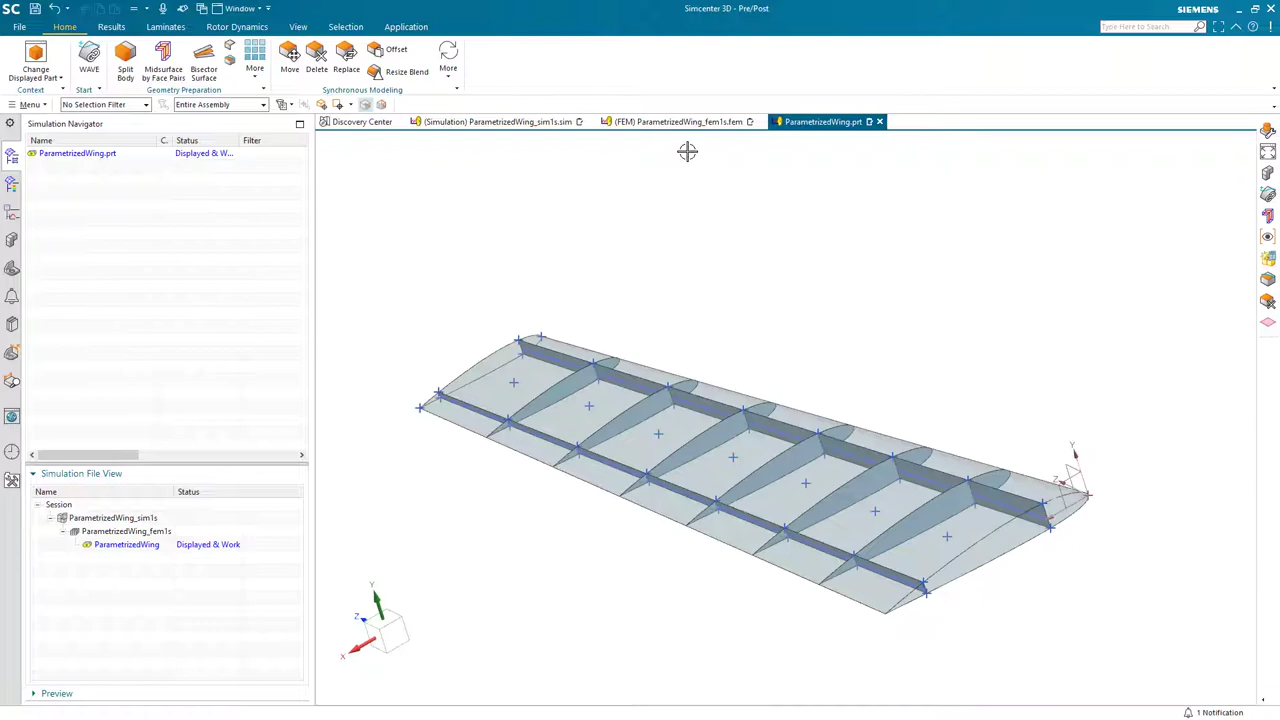 SC Window Simcenter 3D - Pre/Post SIEMENS
File Home Results Laminates Rotor Dynamics View Selection Application Type Here to Search
Change Displayed Part WAVE Split Body Midsurface by Face Pairs Bisector Surface More Move Delete Replace Offset Resize Blend More
Context Start Geometry Preparation Synchronous Modeling
Menu No Selection Filter Entire Assembly
Simulation Navigator Discovery Center (Simulation) ParametrizedWing_sim1s.sim (FEM) ParametrizedWing_fem1s.fem ParametrizedWing.prt
Name C. Status Filter
ParametrizedWing.prt Displayed & W...
Simulation File View
Name Status
Session
ParametrizedWing_sim1s
ParametrizedWing_fem1s
ParametrizedWing Displayed & Work
Preview
Y
Z
Y
Z
X
1 Notification